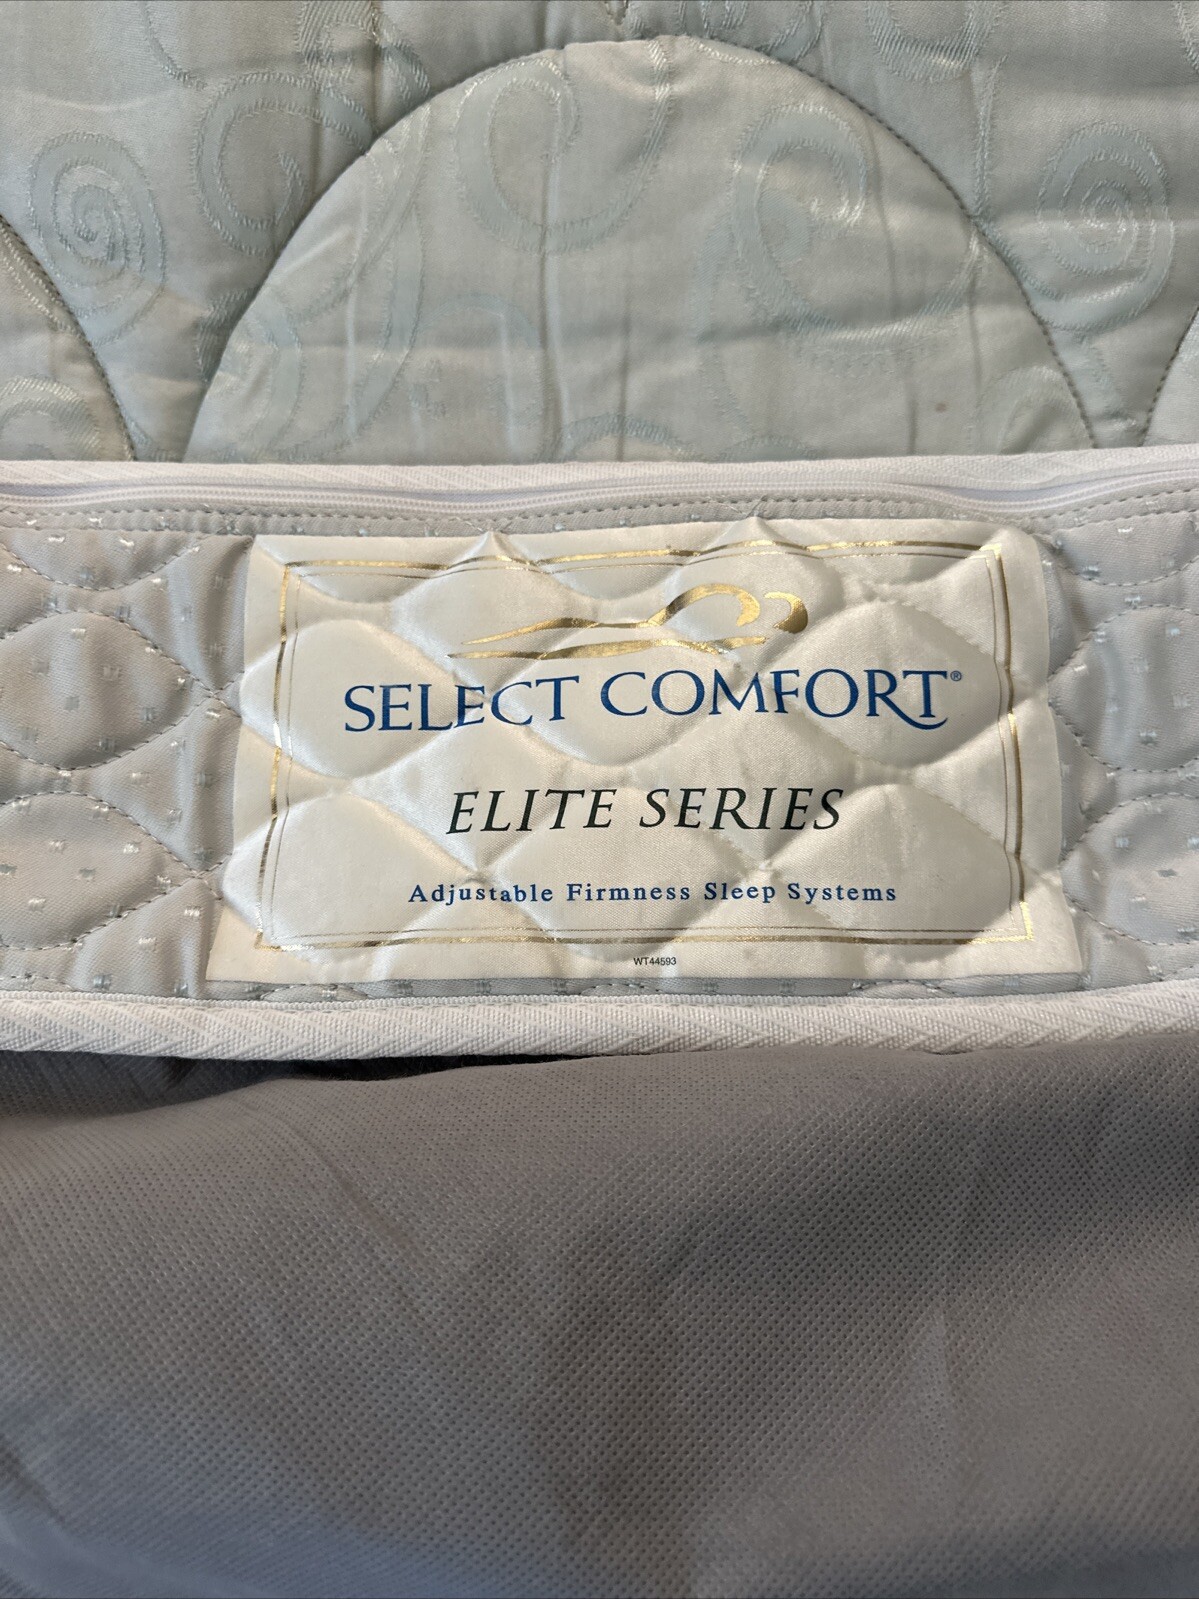 SELECT COMFORT®
ELITE SERIES
Adjustable Firmness Sleep Systems
WT44593